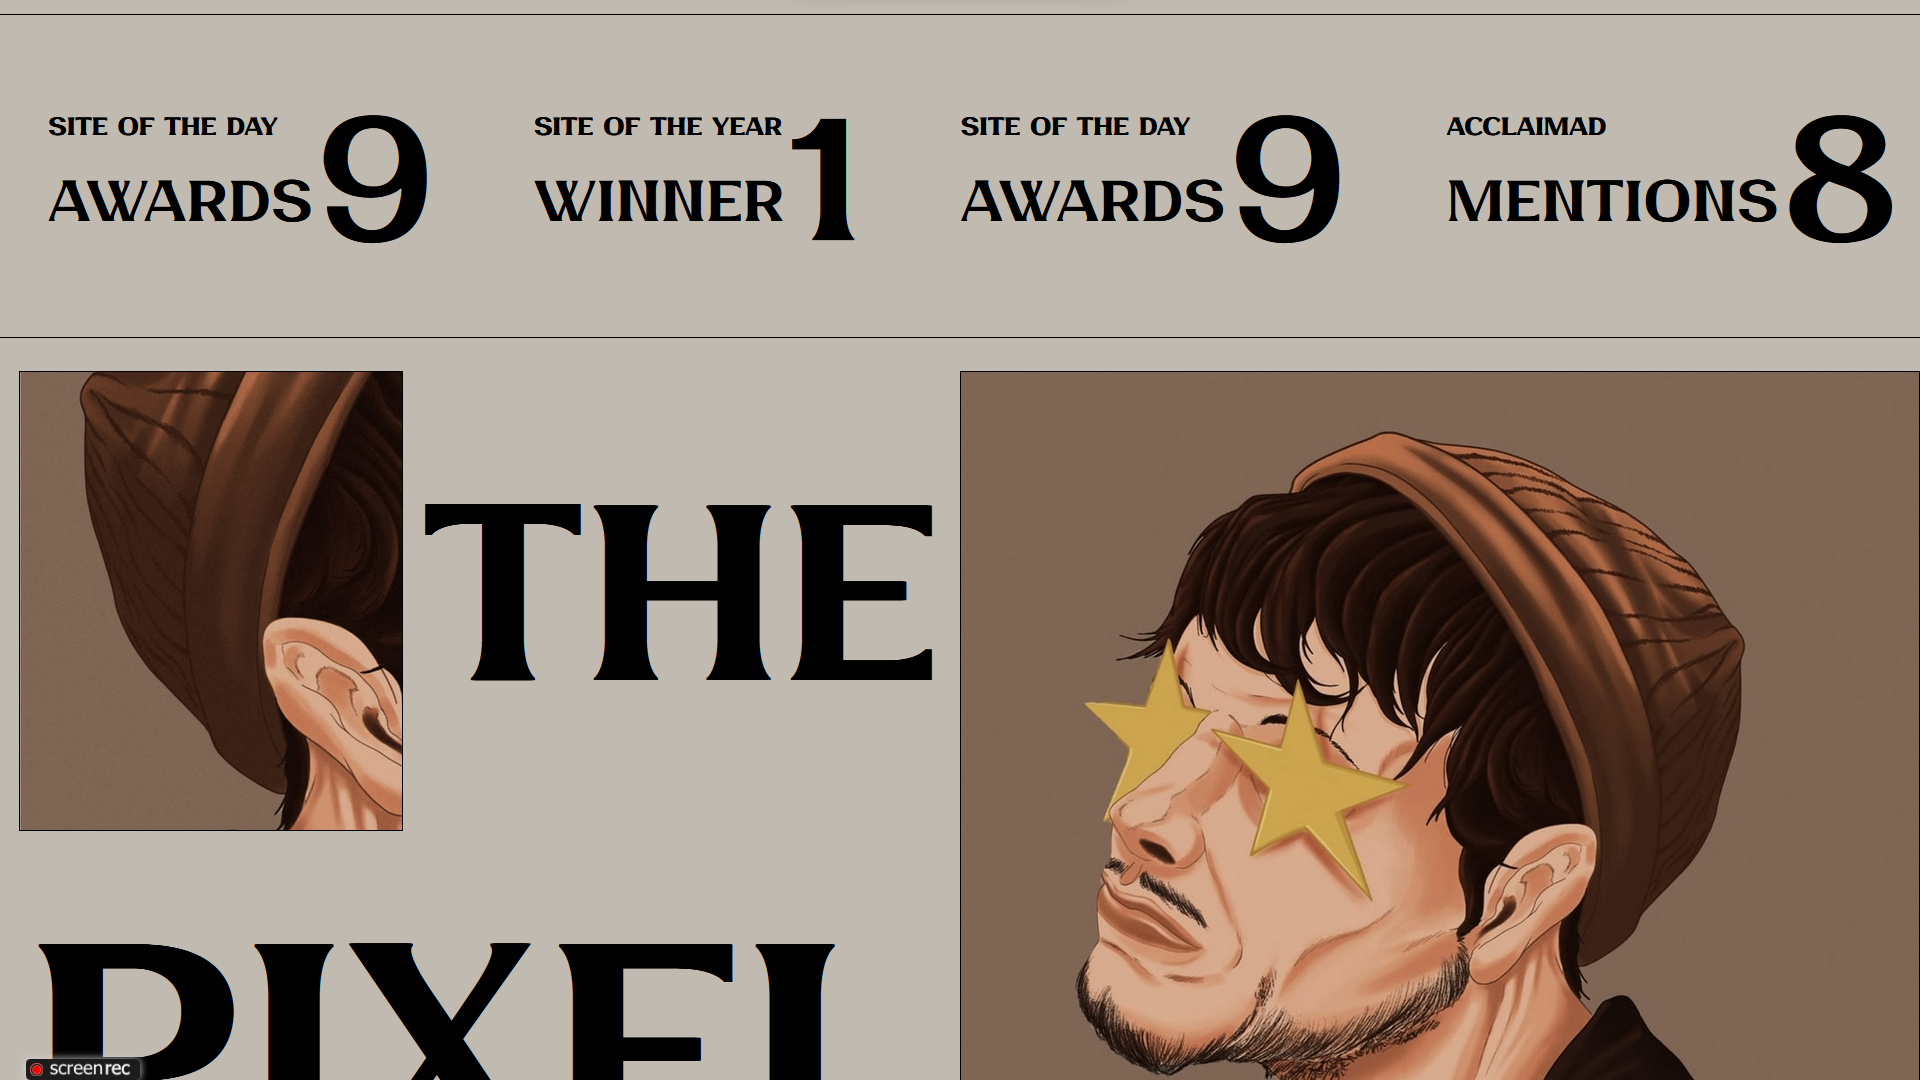 SITE OF THE DAY
AWARDS 9
SITE OF THE YEAR
WINNER 1
SITE OF THE DAY
AWARDS 9
ACCLAIMAD
MENTIONS 8
THE
PIXEL
screenrec